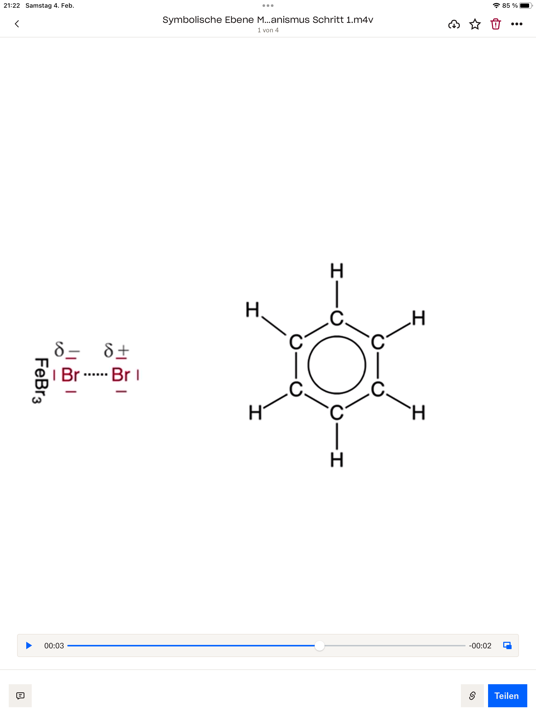 21:22 Samstag 4. Feb.
85 %
Symbolische Ebene M...anismus Schritt 1.m4v
1 von 4
H
H
H
C
C
C
δ− δ+
FeBr3
Br ······ Br
C
C
C
H
H
H
00:03
-00:02
Teilen